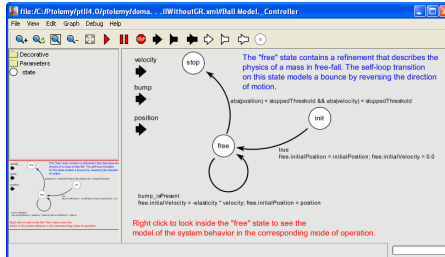 file:/C:/Ptolemy/ptII4.0/ptolemy/doma. . .llWithoutGR.xml#Ball Model._Controller
File View Edit Graph Debug Help
Decorative
Parameters
state
velocity
bump
position
stop
The "free" state contains a refinement that describes the
physics of a mass in free-fall. The self-loop transition
on this state models a bounce by reversing the direction
of motion.
abs(position) < stoppedThreshold && abs(velocity) < stoppedThreshold
init
free
true
free.initialPosition = initialPosition; free.initialVelocity = 0.0
bump_isPresent
free.initialVelocity = -elasticity * velocity; free.initialPosition = position
Right click to look inside the "free" state to see the
model of the system behavior in the corresponding mode of operation.